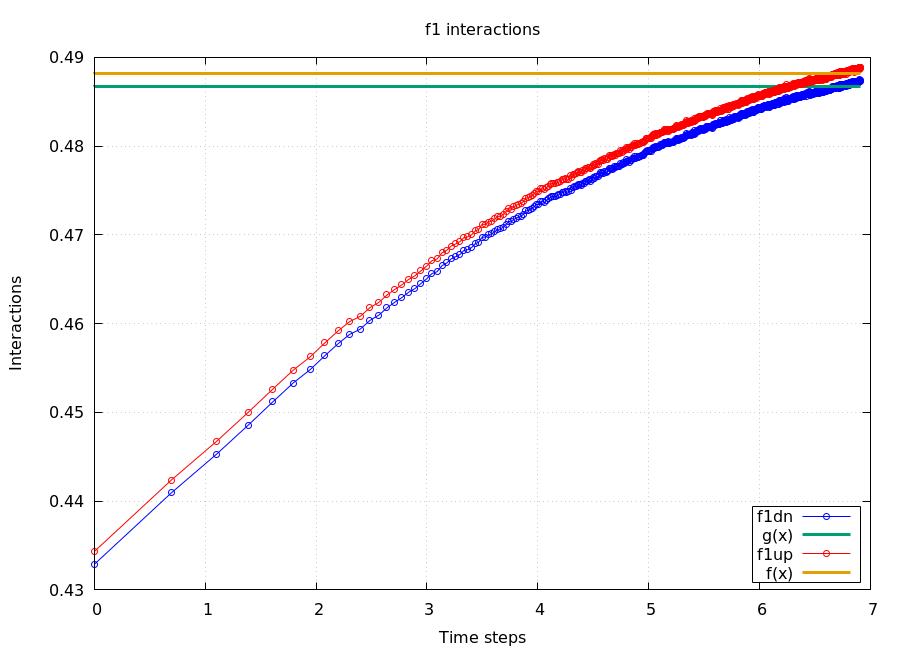 f1 interactions
0.49
0.48
0.47
0.46
0.45
0.44
0.43
Interactions
0 1 2 3 4 5 6 7
Time steps
f1dn
g(x)
f1up
f(x)